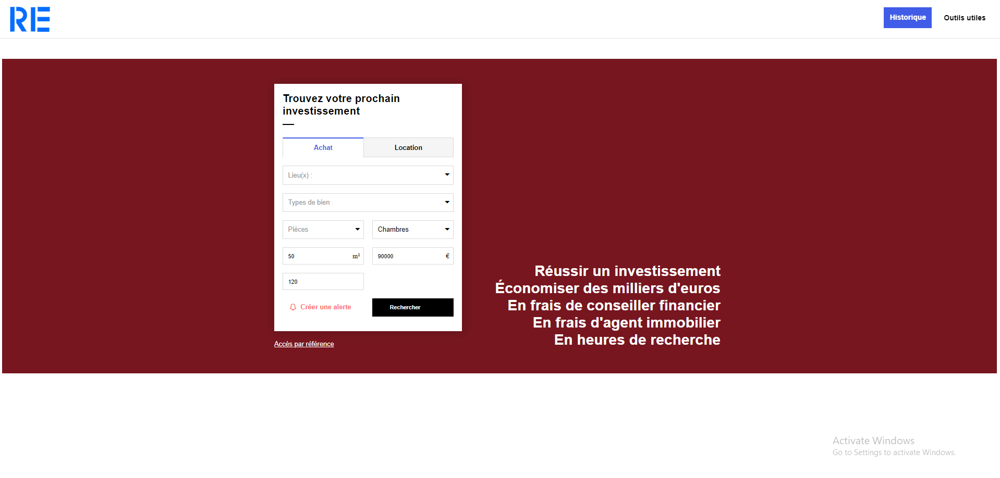 RE
Historique
Outils utiles
Trouvez votre prochain
investissement
Achat
Location
Lieu(x) :
Types de bien
Pièces
Chambres
50 m²
90000 €
120
Créer une alerte
Rechercher
Accès par référence
Réussir un investissement
Économiser des milliers d'euros
En frais de conseiller financier
En frais d'agent immobilier
En heures de recherche
Activate Windows
Go to Settings to activate Windows.